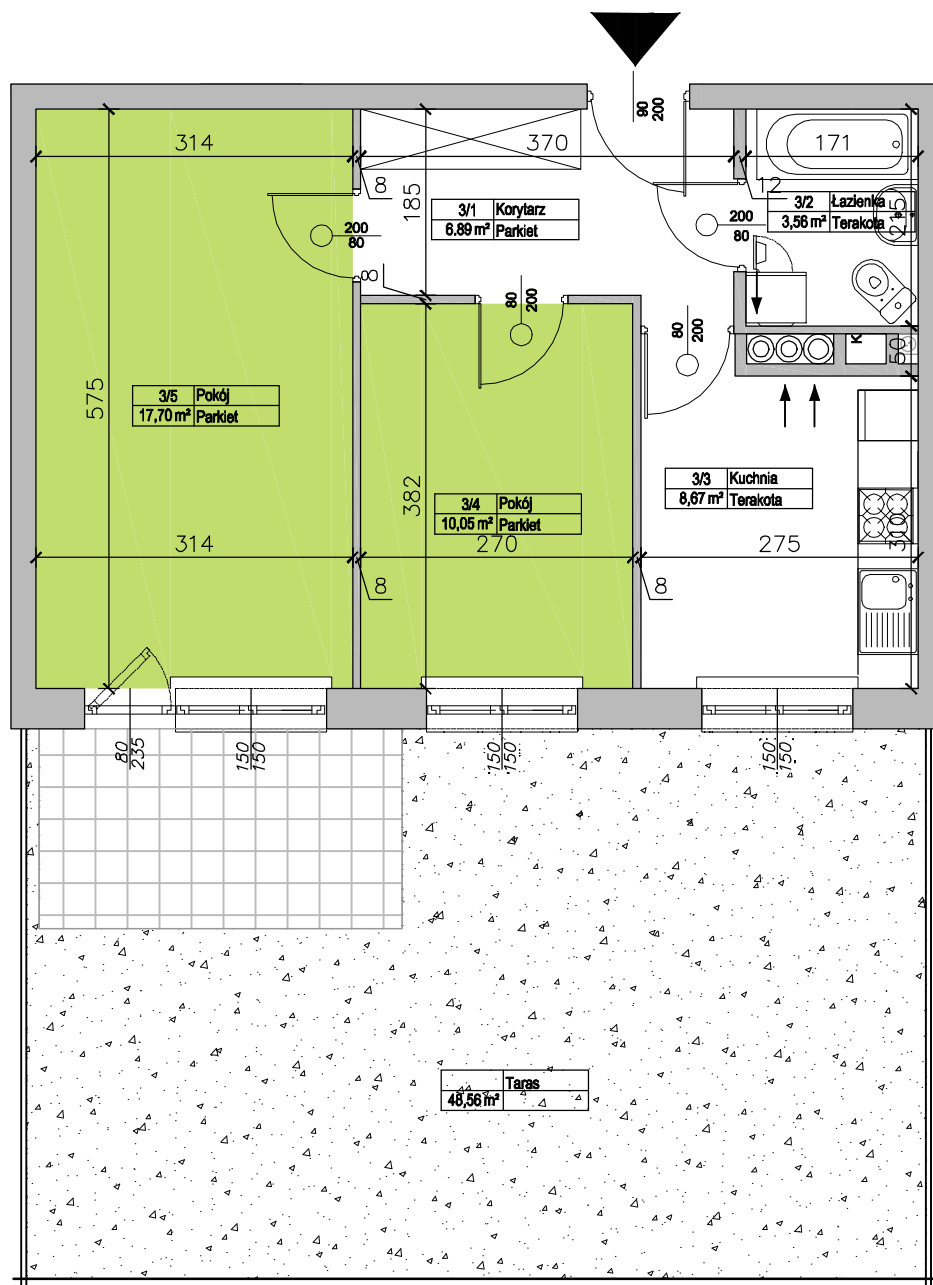 90
200
314
370
171
8
185
12
3/1 Korytarz
6.89 m² Parkiet
3/2 Łazienka
3,56 m² Terakota
215
200
80
200
80
8
80
200
80
200
K
50
575
3/5 Pokój
17,70 m² Parkiet
382
3/4 Pokój
10,05 m² Parkiet
3/3 Kuchnia
8,67 m² Terakota
310
314
270
275
8
8
80
235
150
150
150
150
150
150
Taras
48,56 m²